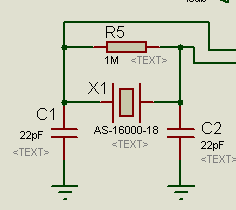 R5
1M <TEXT>
X1
C1
22pF
<TEXT>
AS-16000-18
<TEXT>
C2
22pF
<TEXT>